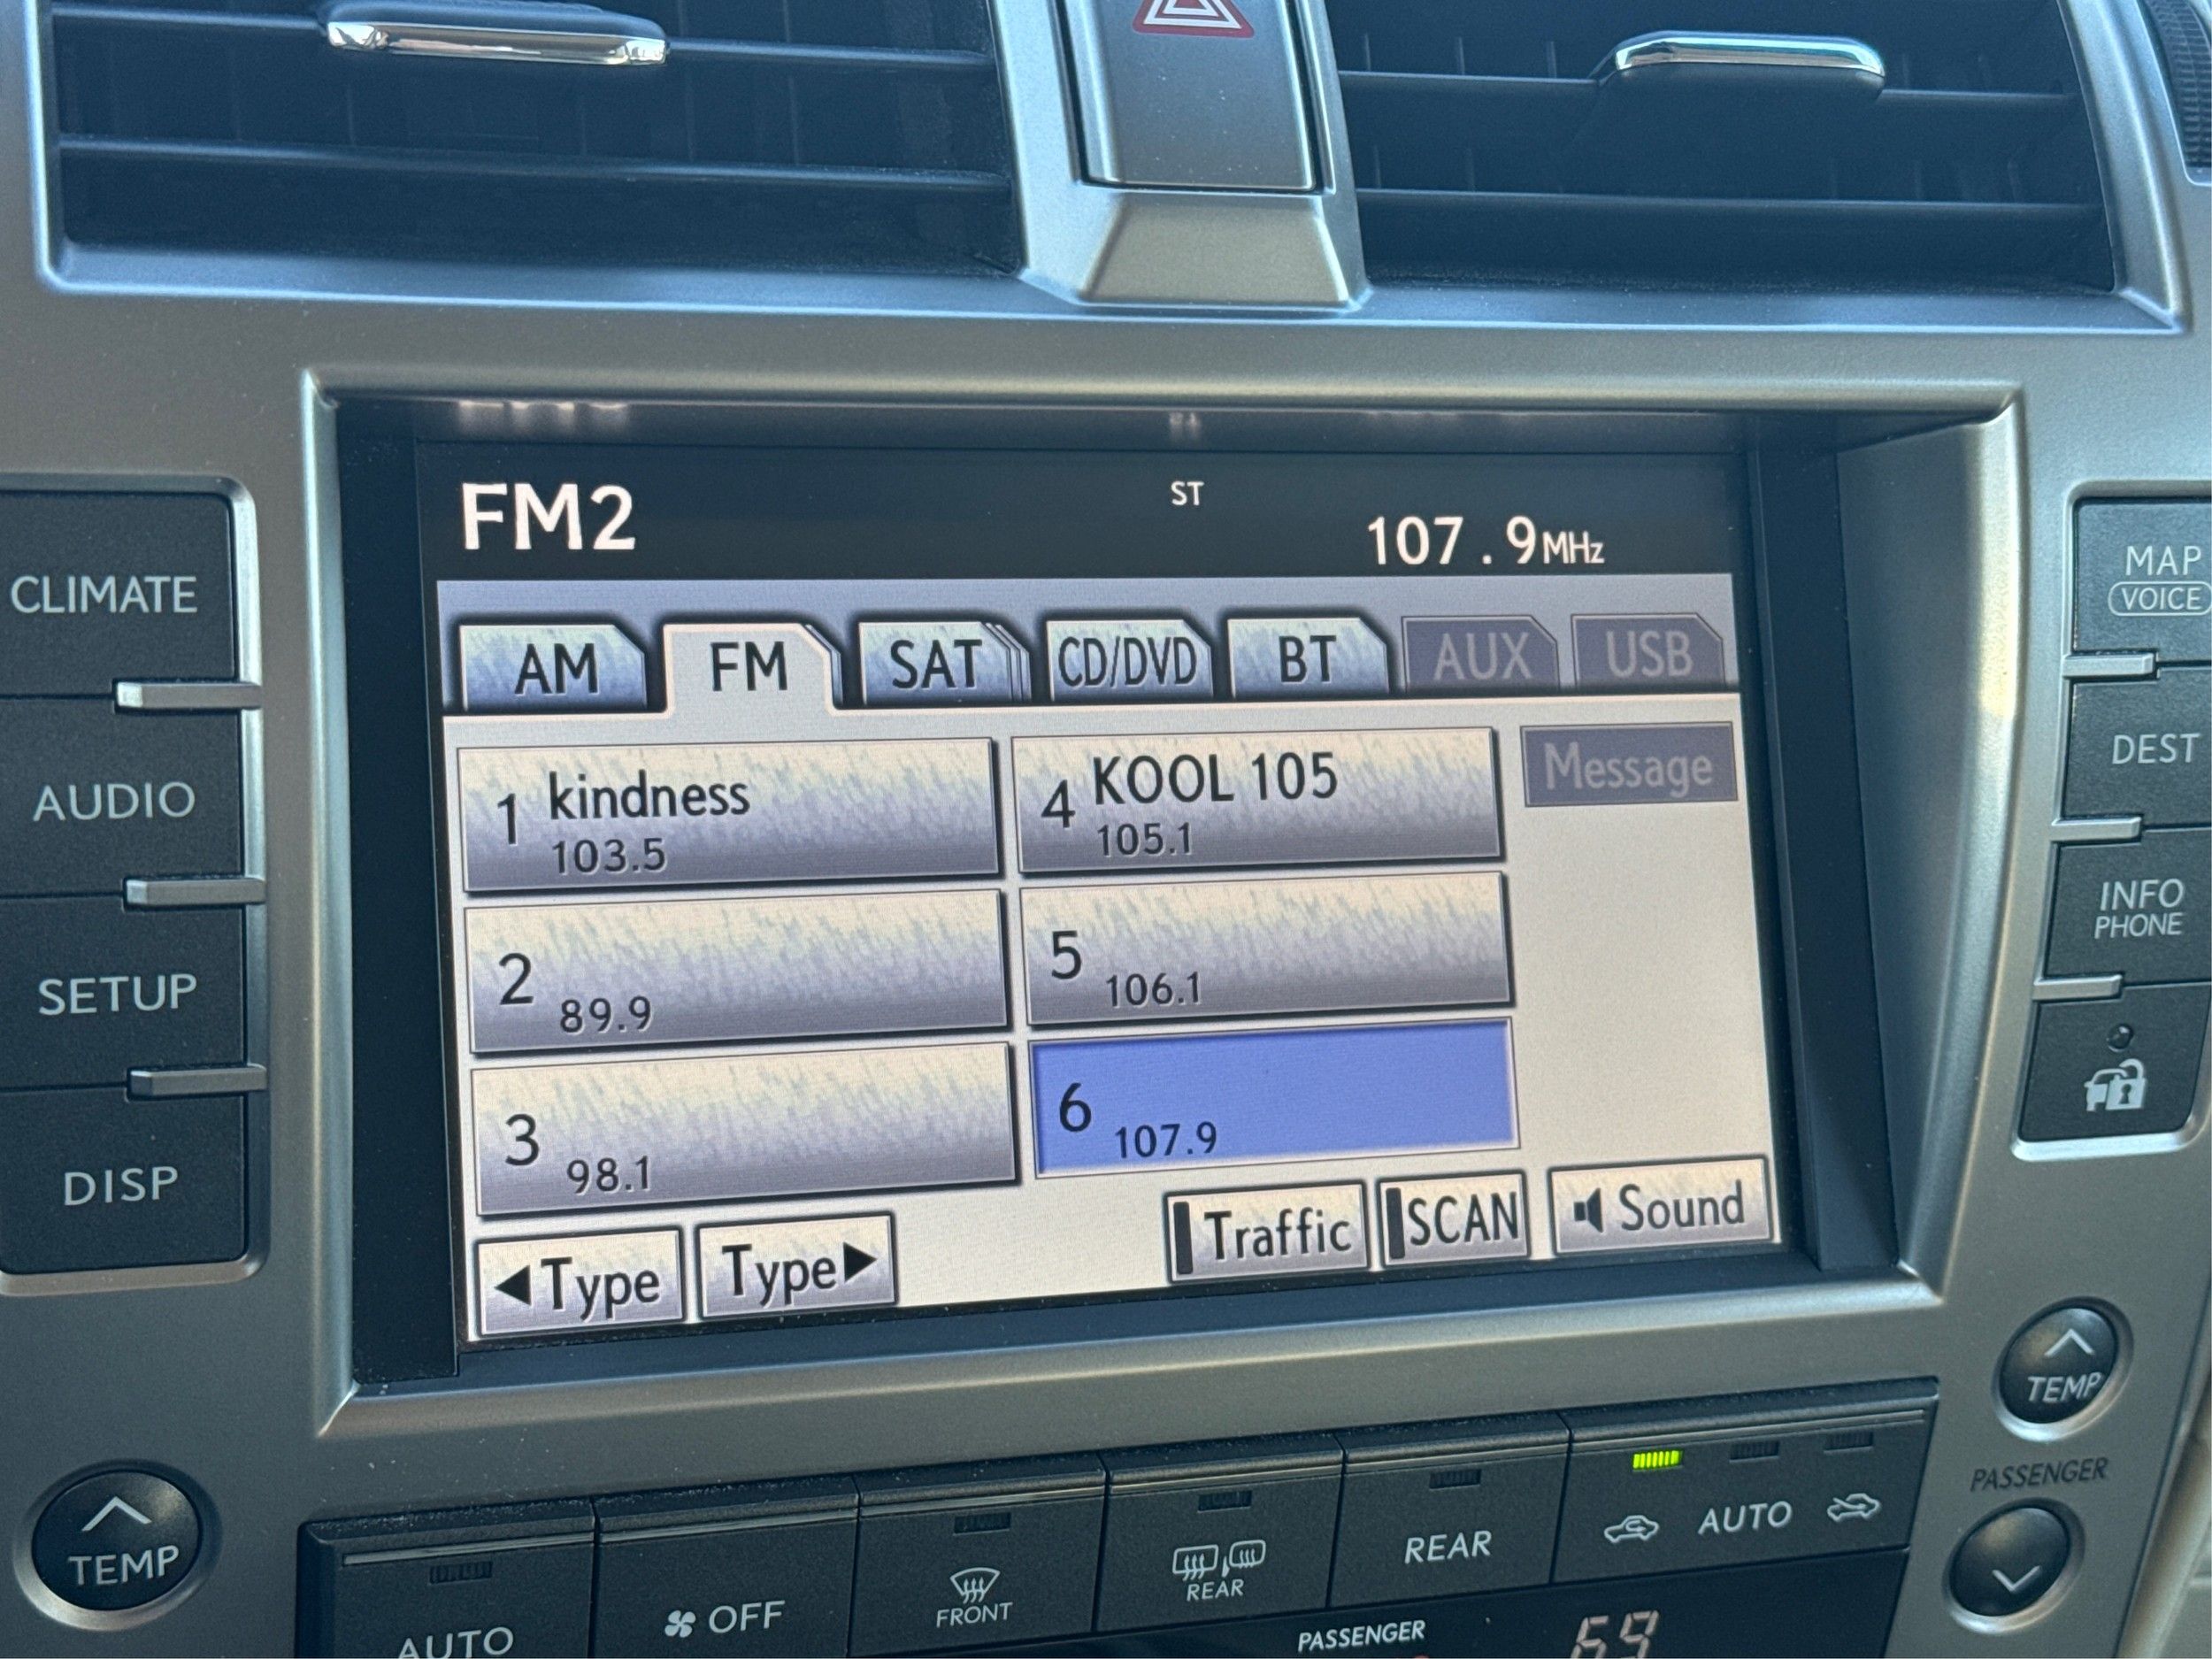 FM2 ST 107.9MHz
AM FM SAT CD/DVD BT AUX USB
1 kindness
103.5
4 KOOL 105
105.1
Message
2 89.9
5 106.1
3 98.1
6 107.9
◀Type Type▶ Traffic SCAN Sound
CLIMATE
AUDIO
SETUP
DISP
MAP
VOICE
DEST
INFO
PHONE
TEMP
PASSENGER
TEMP
AUTO
OFF
FRONT
REAR
REAR
AUTO
PASSENGER 69